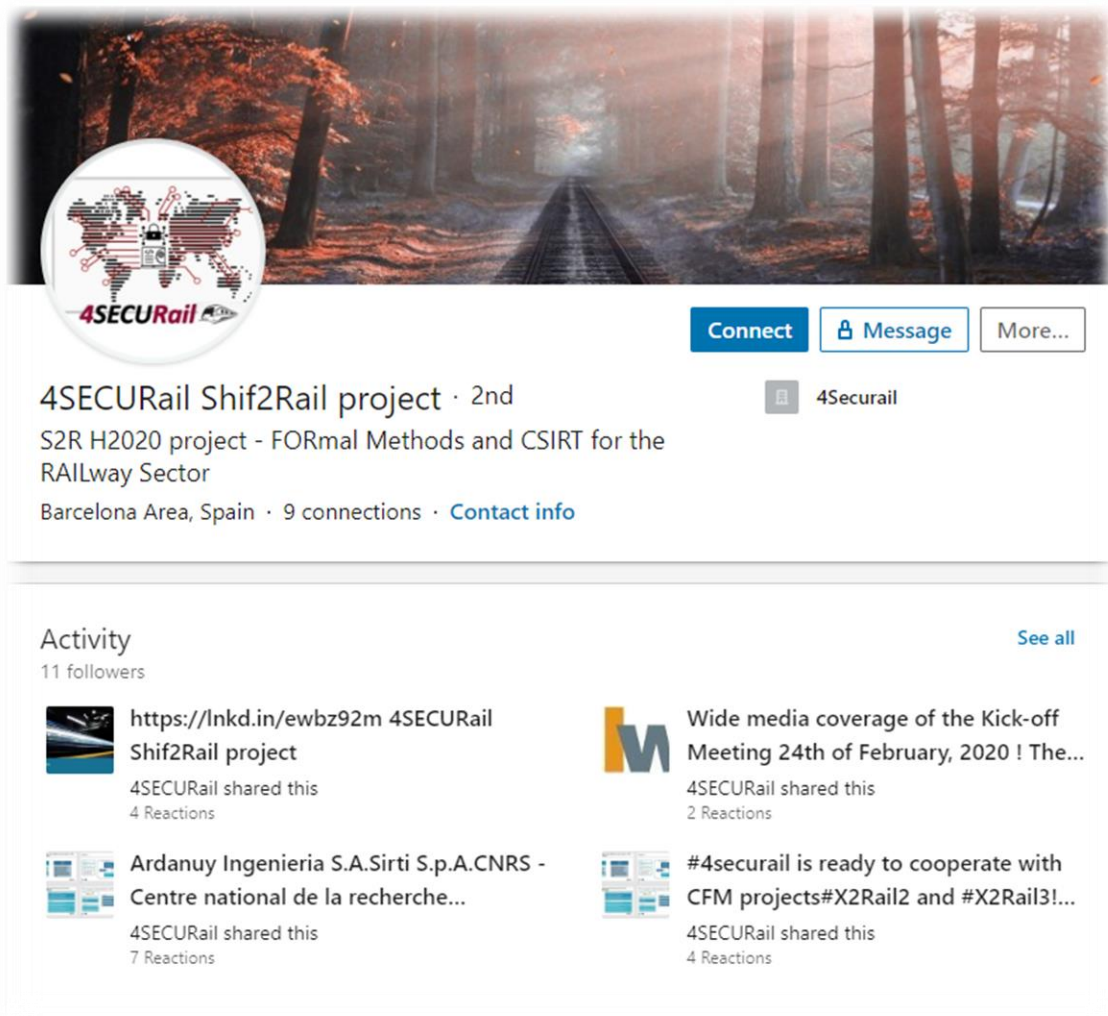 4SECURail
Connect
Message
More...
4SECURail Shif2Rail project · 2nd
4Securail
S2R H2020 project - FORmal Methods and CSIRT for the
RAILway Sector
Barcelona Area, Spain · 9 connections · Contact info
Activity
See all
11 followers
https://lnkd.in/ewbz92m 4SECURail
Shif2Rail project
4SECURail shared this
4 Reactions
Wide media coverage of the Kick-off
Meeting 24th of February, 2020 ! The...
4SECURail shared this
2 Reactions
Ardanuy Ingenieria S.A.Sirti S.p.A.CNRS -
Centre national de la recherche...
4SECURail shared this
7 Reactions
#4securail is ready to cooperate with
CFM projects#X2Rail2 and #X2Rail3!...
4SECURail shared this
4 Reactions